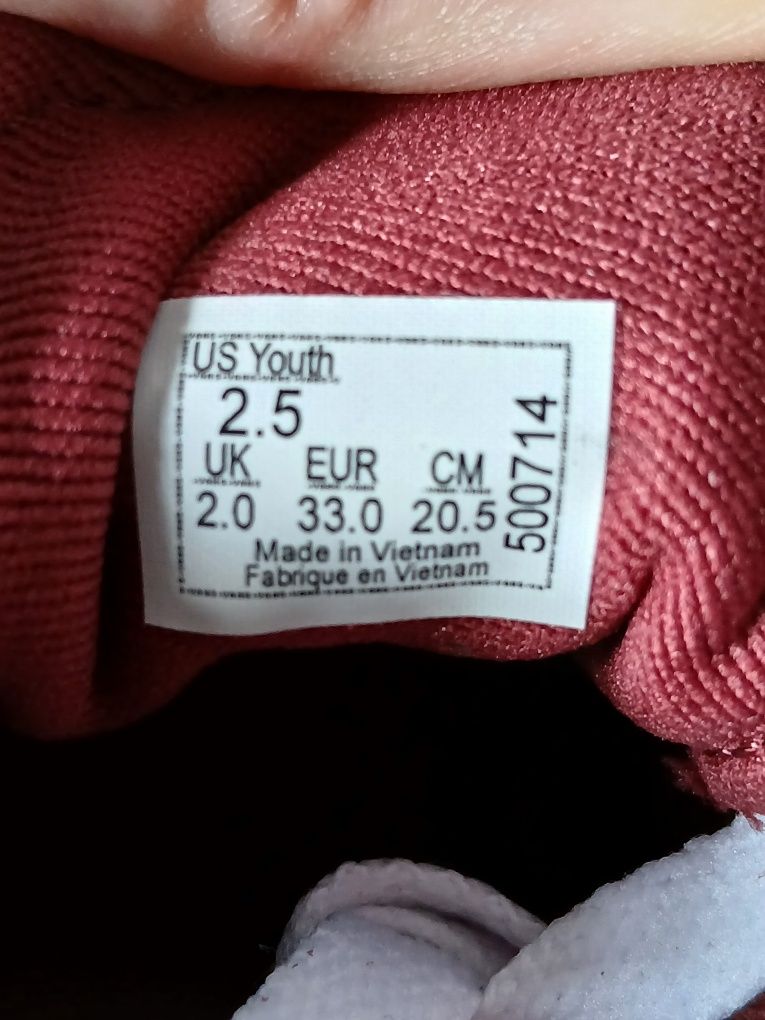 US Youth
2.5
UK EUR CM
2.0 33.0 20.5
Made in Vietnam
Fabrique en Vietnam
500714